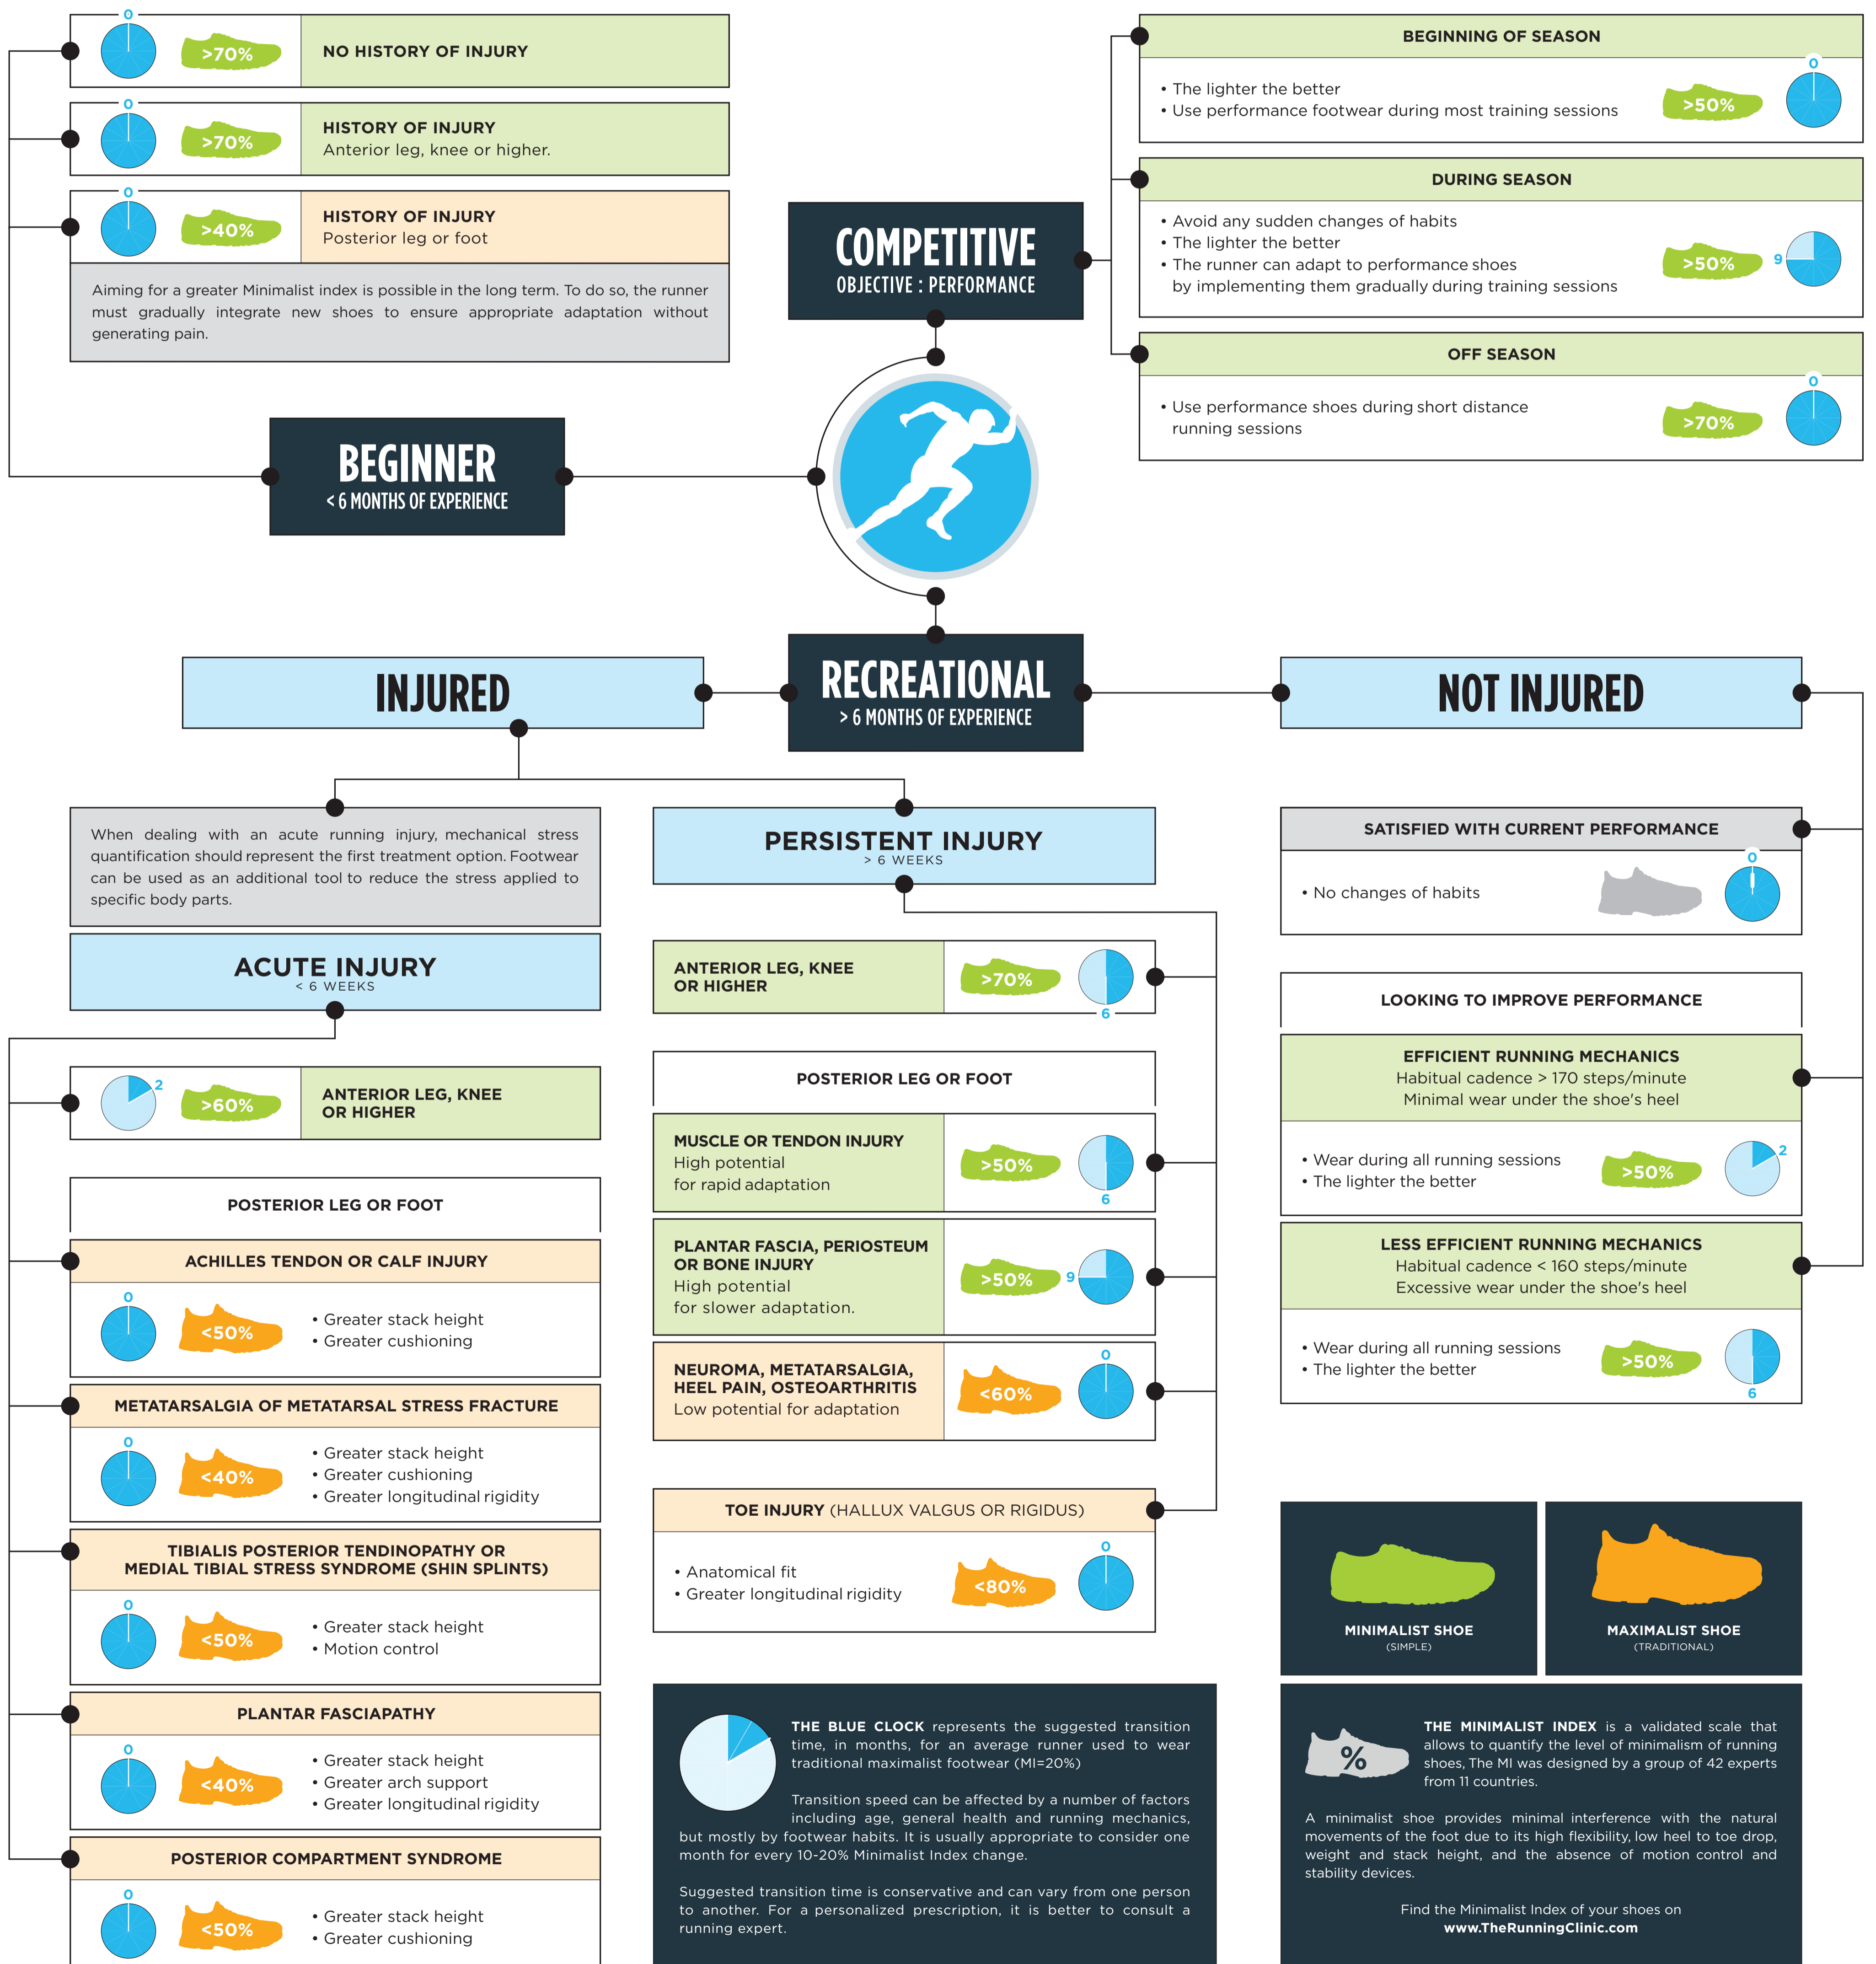 0
>70%
NO HISTORY OF INJURY
0
>70%
HISTORY OF INJURY
Anterior leg, knee or higher.
0
>40%
HISTORY OF INJURY
Posterior leg or foot
Aiming for a greater Minimalist index is possible in the long term. To do so, the runner
must gradually integrate new shoes to ensure appropriate adaptation without
generating pain.
BEGINNER
< 6 MONTHS OF EXPERIENCE
COMPETITIVE
OBJECTIVE : PERFORMANCE
BEGINNING OF SEASON
• The lighter the better
• Use performance footwear during most training sessions
>50%
0
DURING SEASON
• Avoid any sudden changes of habits
• The lighter the better
• The runner can adapt to performance shoes
by implementing them gradually during training sessions
>50%
9
OFF SEASON
• Use performance shoes during short distance
running sessions
>70%
0
RECREATIONAL
> 6 MONTHS OF EXPERIENCE
INJURED
NOT INJURED
When dealing with an acute running injury, mechanical stress
quantification should represent the first treatment option. Footwear
can be used as an additional tool to reduce the stress applied to
specific body parts.
ACUTE INJURY
< 6 WEEKS
2
>60%
ANTERIOR LEG, KNEE
OR HIGHER
POSTERIOR LEG OR FOOT
ACHILLES TENDON OR CALF INJURY
0
<50%
• Greater stack height
• Greater cushioning
METATARSALGIA OF METATARSAL STRESS FRACTURE
0
<40%
• Greater stack height
• Greater cushioning
• Greater longitudinal rigidity
TIBIALIS POSTERIOR TENDINOPATHY OR
MEDIAL TIBIAL STRESS SYNDROME (SHIN SPLINTS)
0
<50%
• Greater stack height
• Motion control
PLANTAR FASCIAPATHY
0
<40%
• Greater stack height
• Greater arch support
• Greater longitudinal rigidity
POSTERIOR COMPARTMENT SYNDROME
0
<50%
• Greater stack height
• Greater cushioning
PERSISTENT INJURY
> 6 WEEKS
ANTERIOR LEG, KNEE
OR HIGHER
>70%
6
POSTERIOR LEG OR FOOT
MUSCLE OR TENDON INJURY
High potential
for rapid adaptation
>50%
6
PLANTAR FASCIA, PERIOSTEUM
OR BONE INJURY
High potential
for slower adaptation.
>50%
9
NEUROMA, METATARSALGIA,
HEEL PAIN, OSTEOARTHRITIS
Low potential for adaptation
<60%
0
TOE INJURY (HALLUX VALGUS OR RIGIDUS)
• Anatomical fit
• Greater longitudinal rigidity
<80%
0
THE BLUE CLOCK represents the suggested transition
time, in months, for an average runner used to wear
traditional maximalist footwear (MI=20%)
Transition speed can be affected by a number of factors
including age, general health and running mechanics,
but mostly by footwear habits. It is usually appropriate to consider one
month for every 10-20% Minimalist Index change.
Suggested transition time is conservative and can vary from one person
to another. For a personalized prescription, it is better to consult a
running expert.
SATISFIED WITH CURRENT PERFORMANCE
• No changes of habits
0
LOOKING TO IMPROVE PERFORMANCE
EFFICIENT RUNNING MECHANICS
Habitual cadence > 170 steps/minute
Minimal wear under the shoe's heel
• Wear during all running sessions
• The lighter the better
>50%
2
LESS EFFICIENT RUNNING MECHANICS
Habitual cadence < 160 steps/minute
Excessive wear under the shoe's heel
• Wear during all running sessions
• The lighter the better
>50%
6
MINIMALIST SHOE
(SIMPLE)
MAXIMALIST SHOE
(TRADITIONAL)
%
THE MINIMALIST INDEX is a validated scale that
allows to quantify the level of minimalism of running
shoes, The MI was designed by a group of 42 experts
from 11 countries.
A minimalist shoe provides minimal interference with the natural
movements of the foot due to its high flexibility, low heel to toe drop,
weight and stack height, and the absence of motion control and
stability devices.
Find the Minimalist Index of your shoes on
www.TheRunningClinic.com